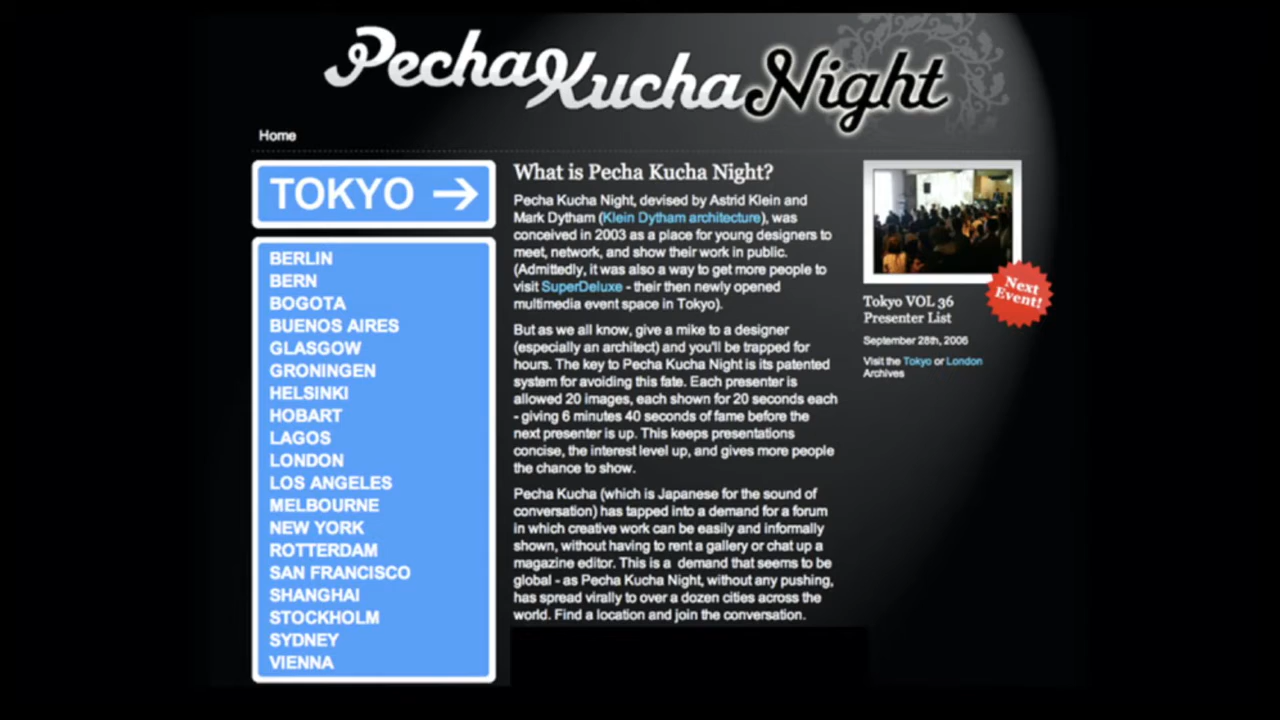 PechaKuchaNight
Home
TOKYO →
BERLIN
BERN
BOGOTA
BUENOS AIRES
GLASGOW
GRONINGEN
HELSINKI
HOBART
LAGOS
LONDON
LOS ANGELES
MELBOURNE
NEW YORK
ROTTERDAM
SAN FRANCISCO
SHANGHAI
STOCKHOLM
SYDNEY
VIENNA
What is Pecha Kucha Night?
Pecha Kucha Night, devised by Astrid Klein and
Mark Dytham (Klein Dytham architecture), was
conceived in 2003 as a place for young designers to
meet, network, and show their work in public.
(Admittedly, it was also a way to get more people to
visit SuperDeluxe - their then newly opened
multimedia event space in Tokyo).
But as we all know, give a mike to a designer
(especially an architect) and you'll be trapped for
hours. The key to Pecha Kucha Night is its patented
system for avoiding this fate. Each presenter is
allowed 20 images, each shown for 20 seconds each
- giving 6 minutes 40 seconds of fame before the
next presenter is up. This keeps presentations
concise, the interest level up, and gives more people
the chance to show.
Pecha Kucha (which is Japanese for the sound of
conversation) has tapped into a demand for a forum
in which creative work can be easily and informally
shown, without having to rent a gallery or chat up a
magazine editor. This is a demand that seems to be
global - as Pecha Kucha Night, without any pushing,
has spread virally to over a dozen cities across the
world. Find a location and join the conversation.
Next
Event!
Tokyo VOL 36
Presenter List
September 28th, 2006
Visit the Tokyo or London
Archives